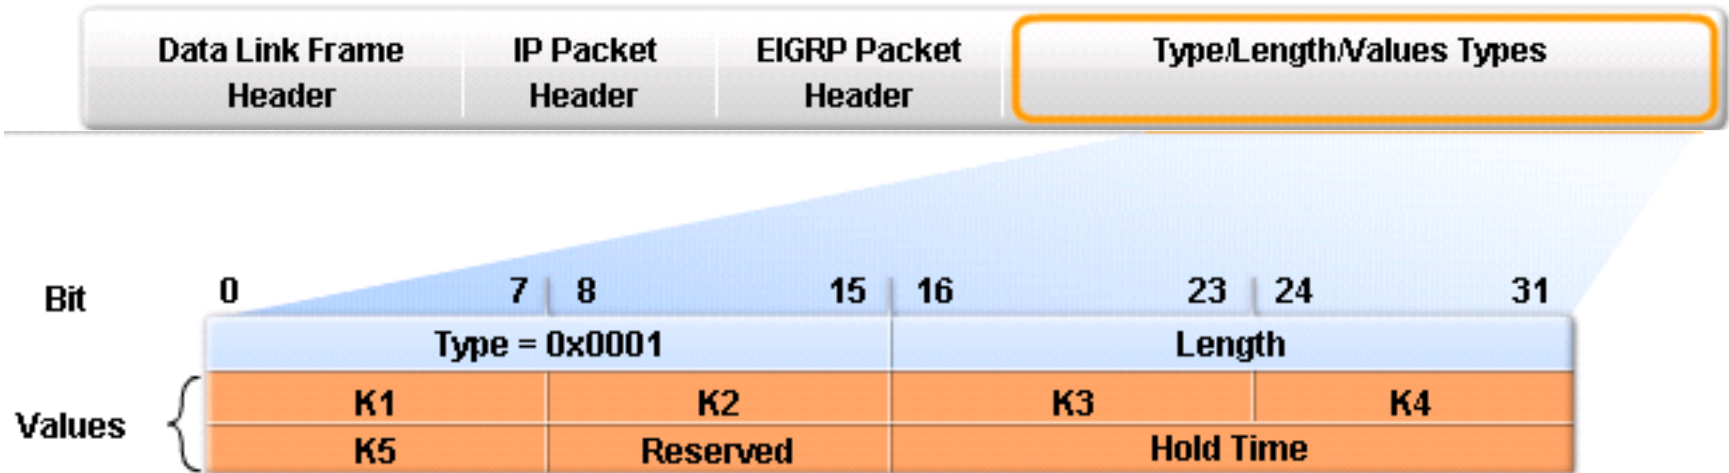 Data Link Frame Header IP Packet Header EIGRP Packet Header Type/Length/Values Types
Bit 0 7 8 15 16 23 24 31
Type = 0x0001 Length
Values
K1 K2 K3 K4
K5 Reserved Hold Time